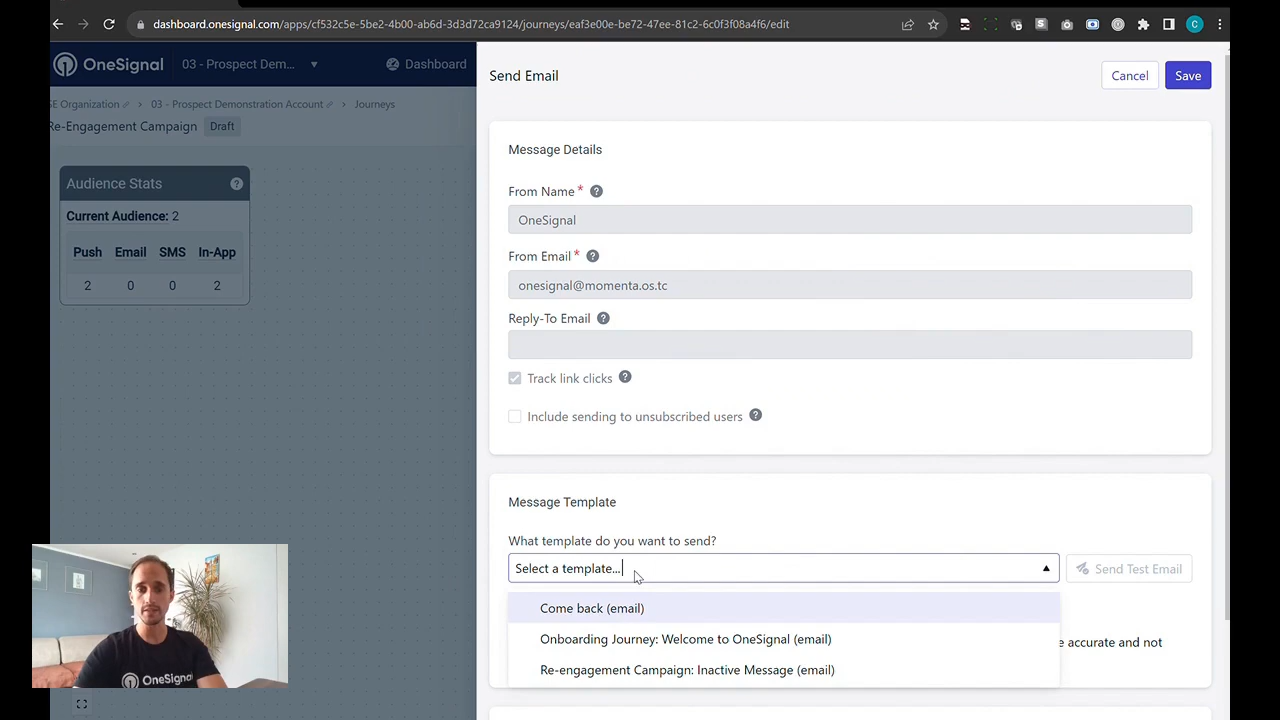 dashboard.onesignal.com/apps/cf532c5e-5be2-4b00-ab6d-3d3d72ca9124/journeys/eaf3e00e-be72-47ee-81c2-6c0f3f08a4f6/edit
C
OneSignal
03 - Prospect Dem...
Dashboard
SE Organization
03 - Prospect Demonstration Account
Journeys
Re-Engagement Campaign
Draft
Audience Stats
Current Audience: 2
Push Email SMS In-App
2 0 0 2
Send Email
Cancel
Save
Message Details
From Name *
OneSignal
From Email *
onesignal@momenta.os.tc
Reply-To Email
Track link clicks
Include sending to unsubscribed users
Message Template
What template do you want to send?
Select a template...
Send Test Email
Come back (email)
Onboarding Journey: Welcome to OneSignal (email)
e accurate and not
Re-engagement Campaign: Inactive Message (email)
OneSignal